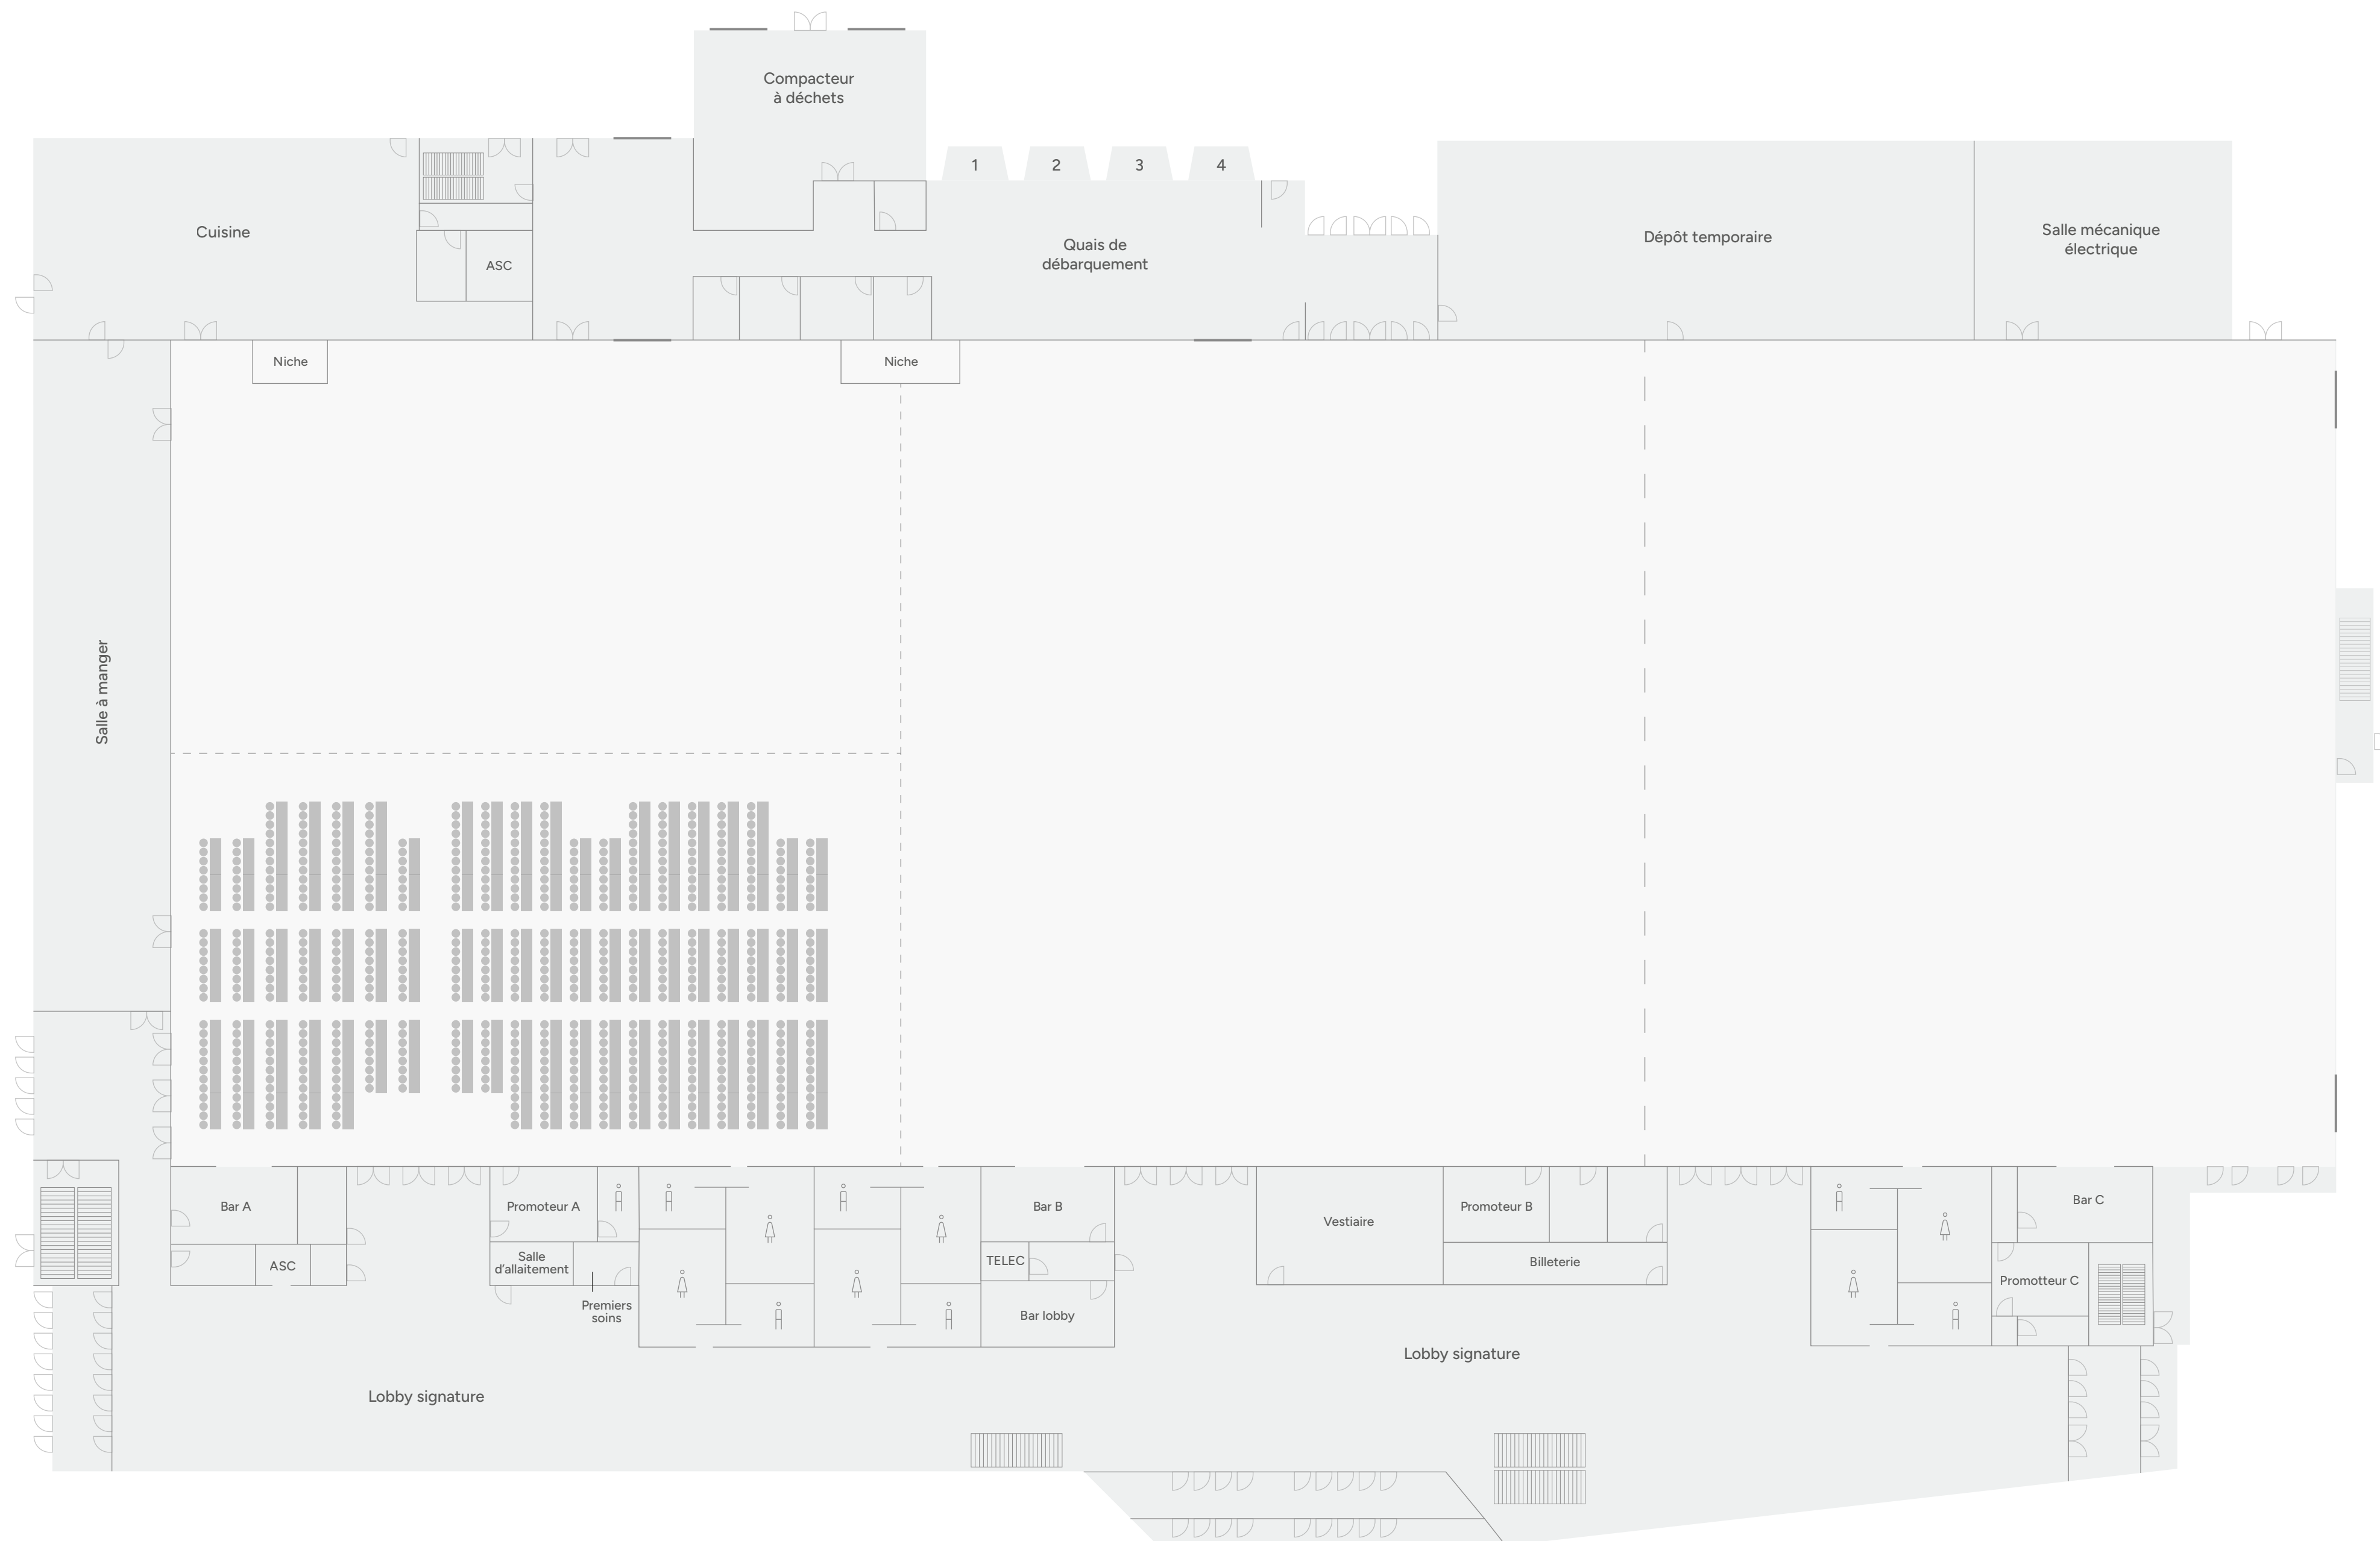 Compacteur
à déchets
1
2
3
4
Cuisine
ASC
Quais de
débarquement
Dépôt temporaire
Salle mécanique
électrique
Niche
Niche
Salle à manger
Bar A
ASC
Promoteur A
Salle
d'allaitement
Premiers
soins
Bar B
TELEC
Bar lobby
Vestiaire
Promoteur B
Billeterie
Bar C
Promotteur C
Lobby signature
Lobby signature